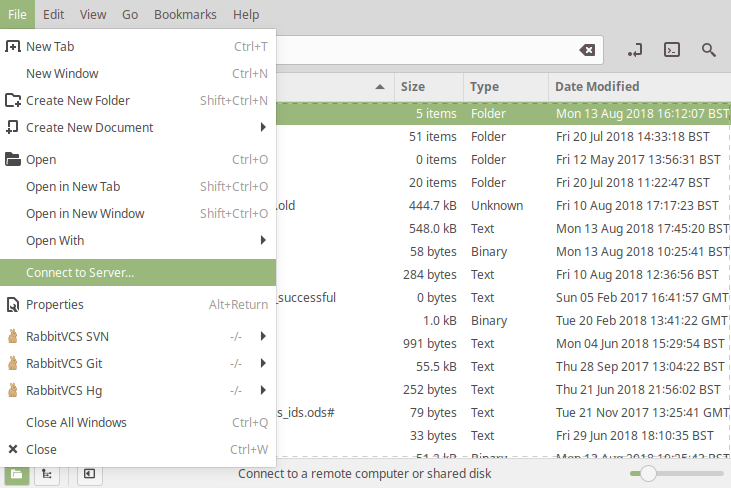 File Edit View Go Bookmarks Help
New Tab Ctrl+T
New Window Ctrl+N
Create New Folder Shift+Ctrl+N
Create New Document
Open Ctrl+O
Open in New Tab Shift+Ctrl+O
Open in New Window Shift+Ctrl+O
Open With
Connect to Server...
Properties Alt+Return
RabbitVCS SVN -/-
RabbitVCS Git -/-
RabbitVCS Hg -/-
Close All Windows Ctrl+Q
Close Ctrl+W
Size Type Date Modified
5 items Folder Mon 13 Aug 2018 16:12:07 BST
51 items Folder Fri 20 Jul 2018 14:33:18 BST
0 items Folder Fri 12 May 2017 13:56:31 BST
20 items Folder Fri 20 Jul 2018 11:22:47 BST
.old 444.7 kB Unknown Fri 10 Aug 2018 17:17:23 BST
548.0 kB Text Mon 13 Aug 2018 17:45:20 BST
58 bytes Binary Mon 13 Aug 2018 10:25:41 BST
284 bytes Text Fri 10 Aug 2018 12:36:56 BST
_successful 0 bytes Text Sun 05 Feb 2017 16:41:57 GMT
1.0 kB Binary Tue 20 Feb 2018 13:41:22 GMT
991 bytes Text Mon 04 Jun 2018 15:29:54 BST
55.5 kB Text Thu 28 Sep 2017 13:04:22 BST
252 bytes Text Thu 21 Jun 2018 21:56:02 BST
s_ids.ods# 79 bytes Text Tue 21 Nov 2017 13:25:41 GMT
33 bytes Text Fri 29 Jun 2018 18:10:35 BST
Binary Mon 13 Aug 2018
Connect to a remote computer or shared disk